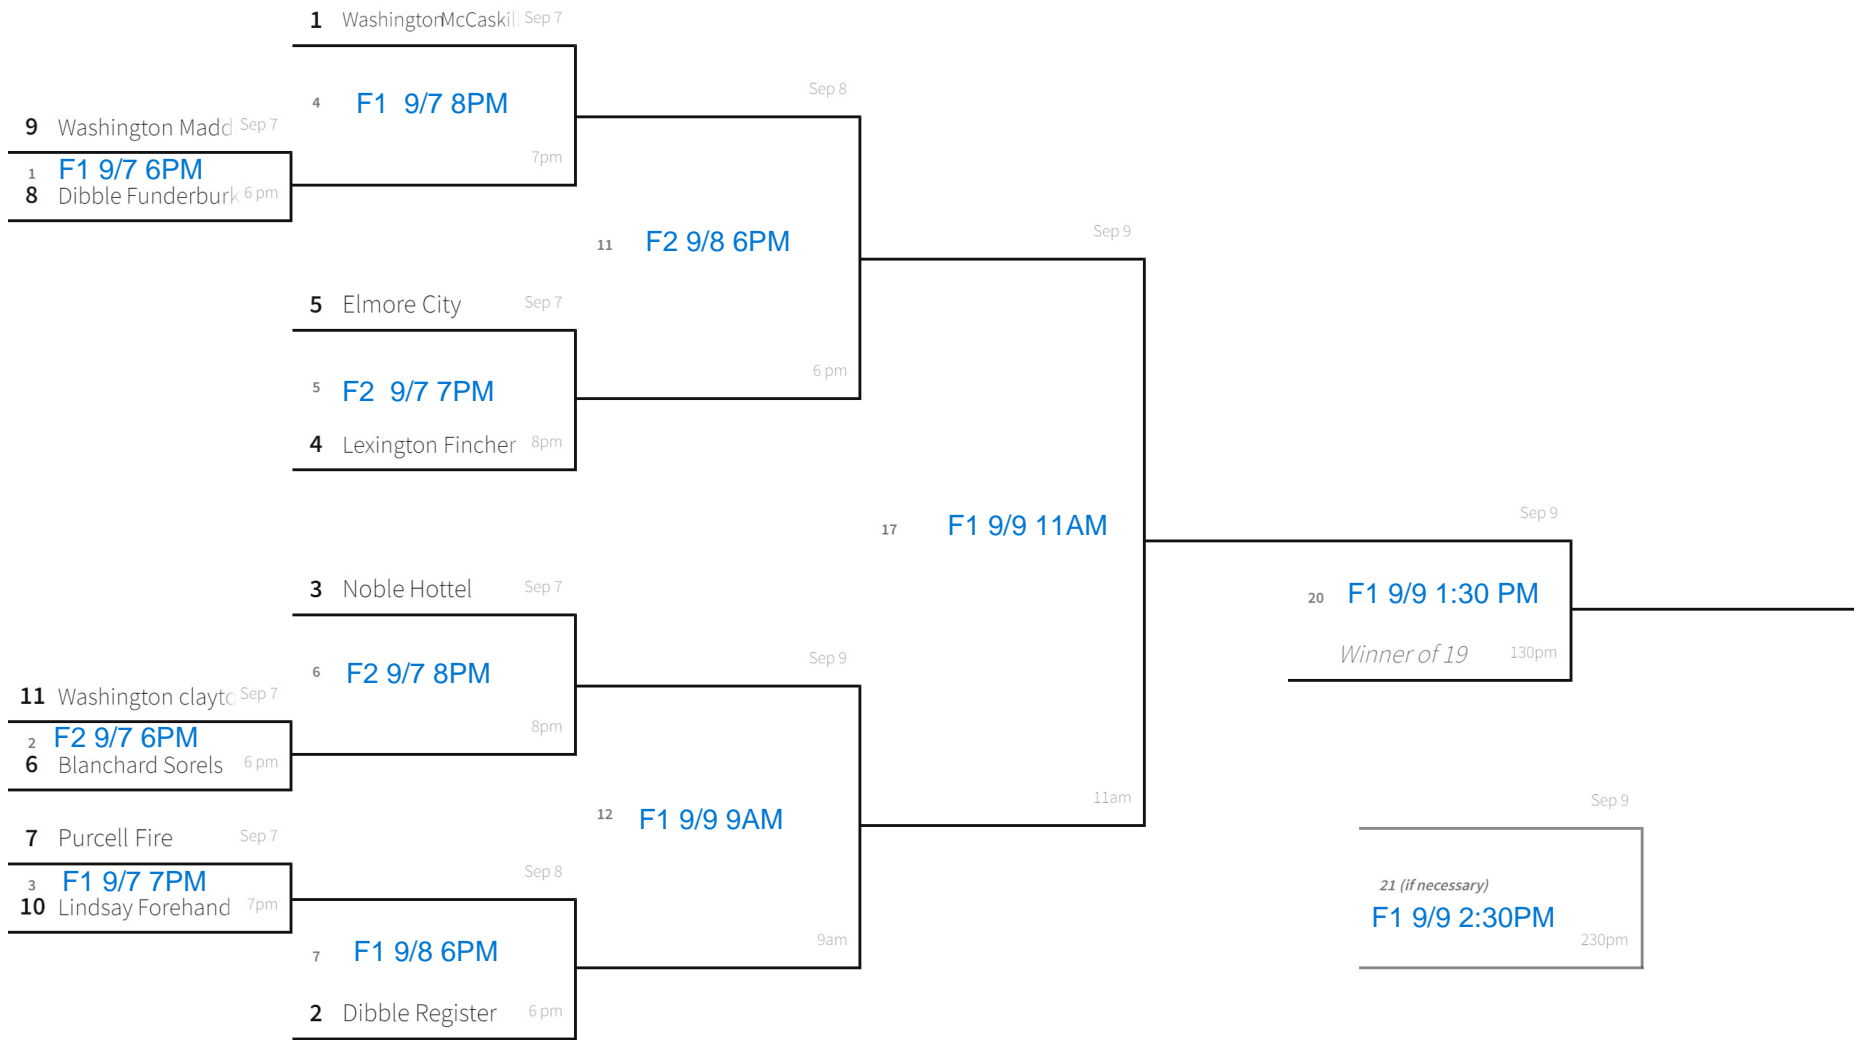 1 WashingtonMcCaskill Sep 7
4 F1 9/7 8PM
7pm
9 Washington Madd Sep 7
1 F1 9/7 6PM
8 Dibble Funderburk 6 pm
Sep 8
11 F2 9/8 6PM
6 pm
5 Elmore City Sep 7
5 F2 9/7 7PM
4 Lexington Fincher 8pm
Sep 9
17 F1 9/9 11AM
11am
3 Noble Hottel Sep 7
6 F2 9/7 8PM
8pm
11 Washington clayto Sep 7
2 F2 9/7 6PM
6 Blanchard Sorels 6 pm
7 Purcell Fire Sep 7
3 F1 9/7 7PM
10 Lindsay Forehand 7pm
Sep 9
12 F1 9/9 9AM
9am
Sep 8
7 F1 9/8 6PM
2 Dibble Register 6 pm
Sep 9
20 F1 9/9 1:30 PM
Winner of 19 130pm
Sep 9
21 (if necessary)
F1 9/9 2:30PM
230pm